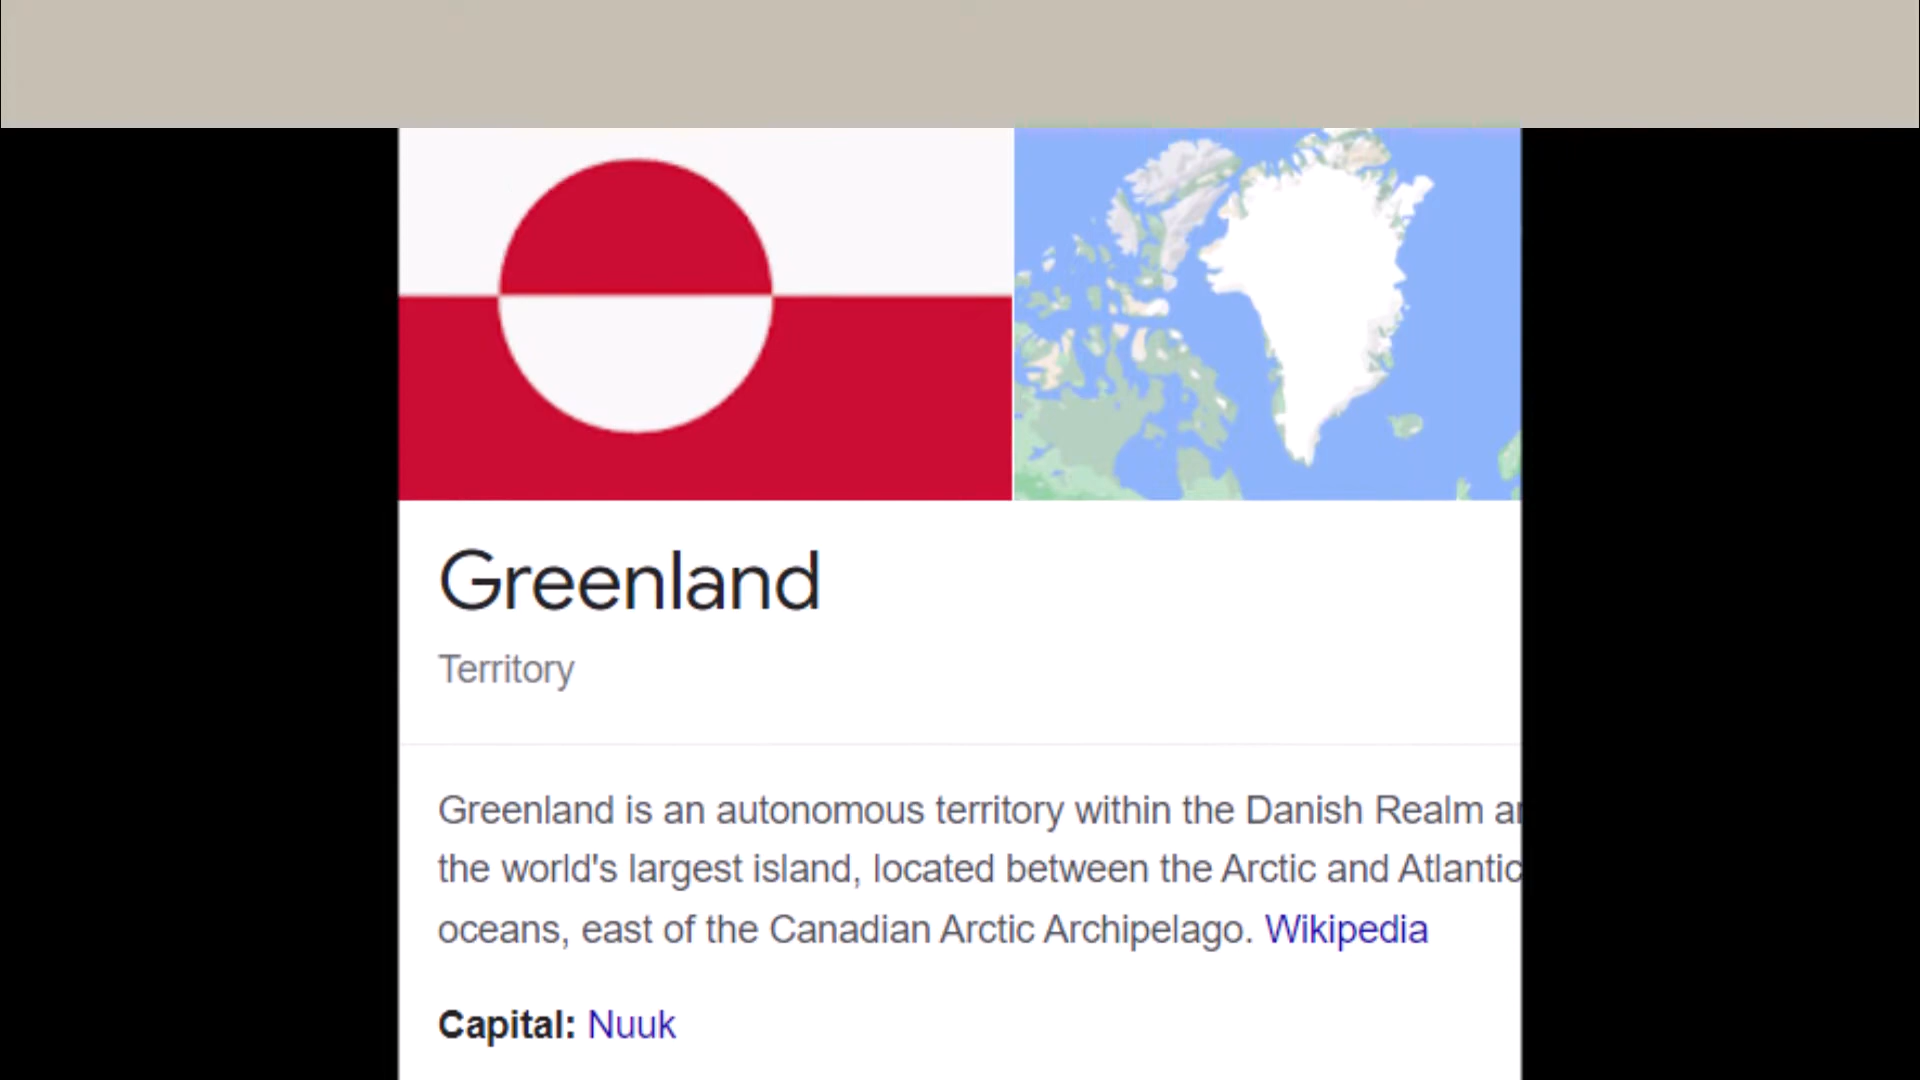 Greenland
Territory
Greenland is an autonomous territory within the Danish Realm
the world's largest island, located between the Arctic and Atlantic
oceans, east of the Canadian Arctic Archipelago. Wikipedia
Capital: Nuuk